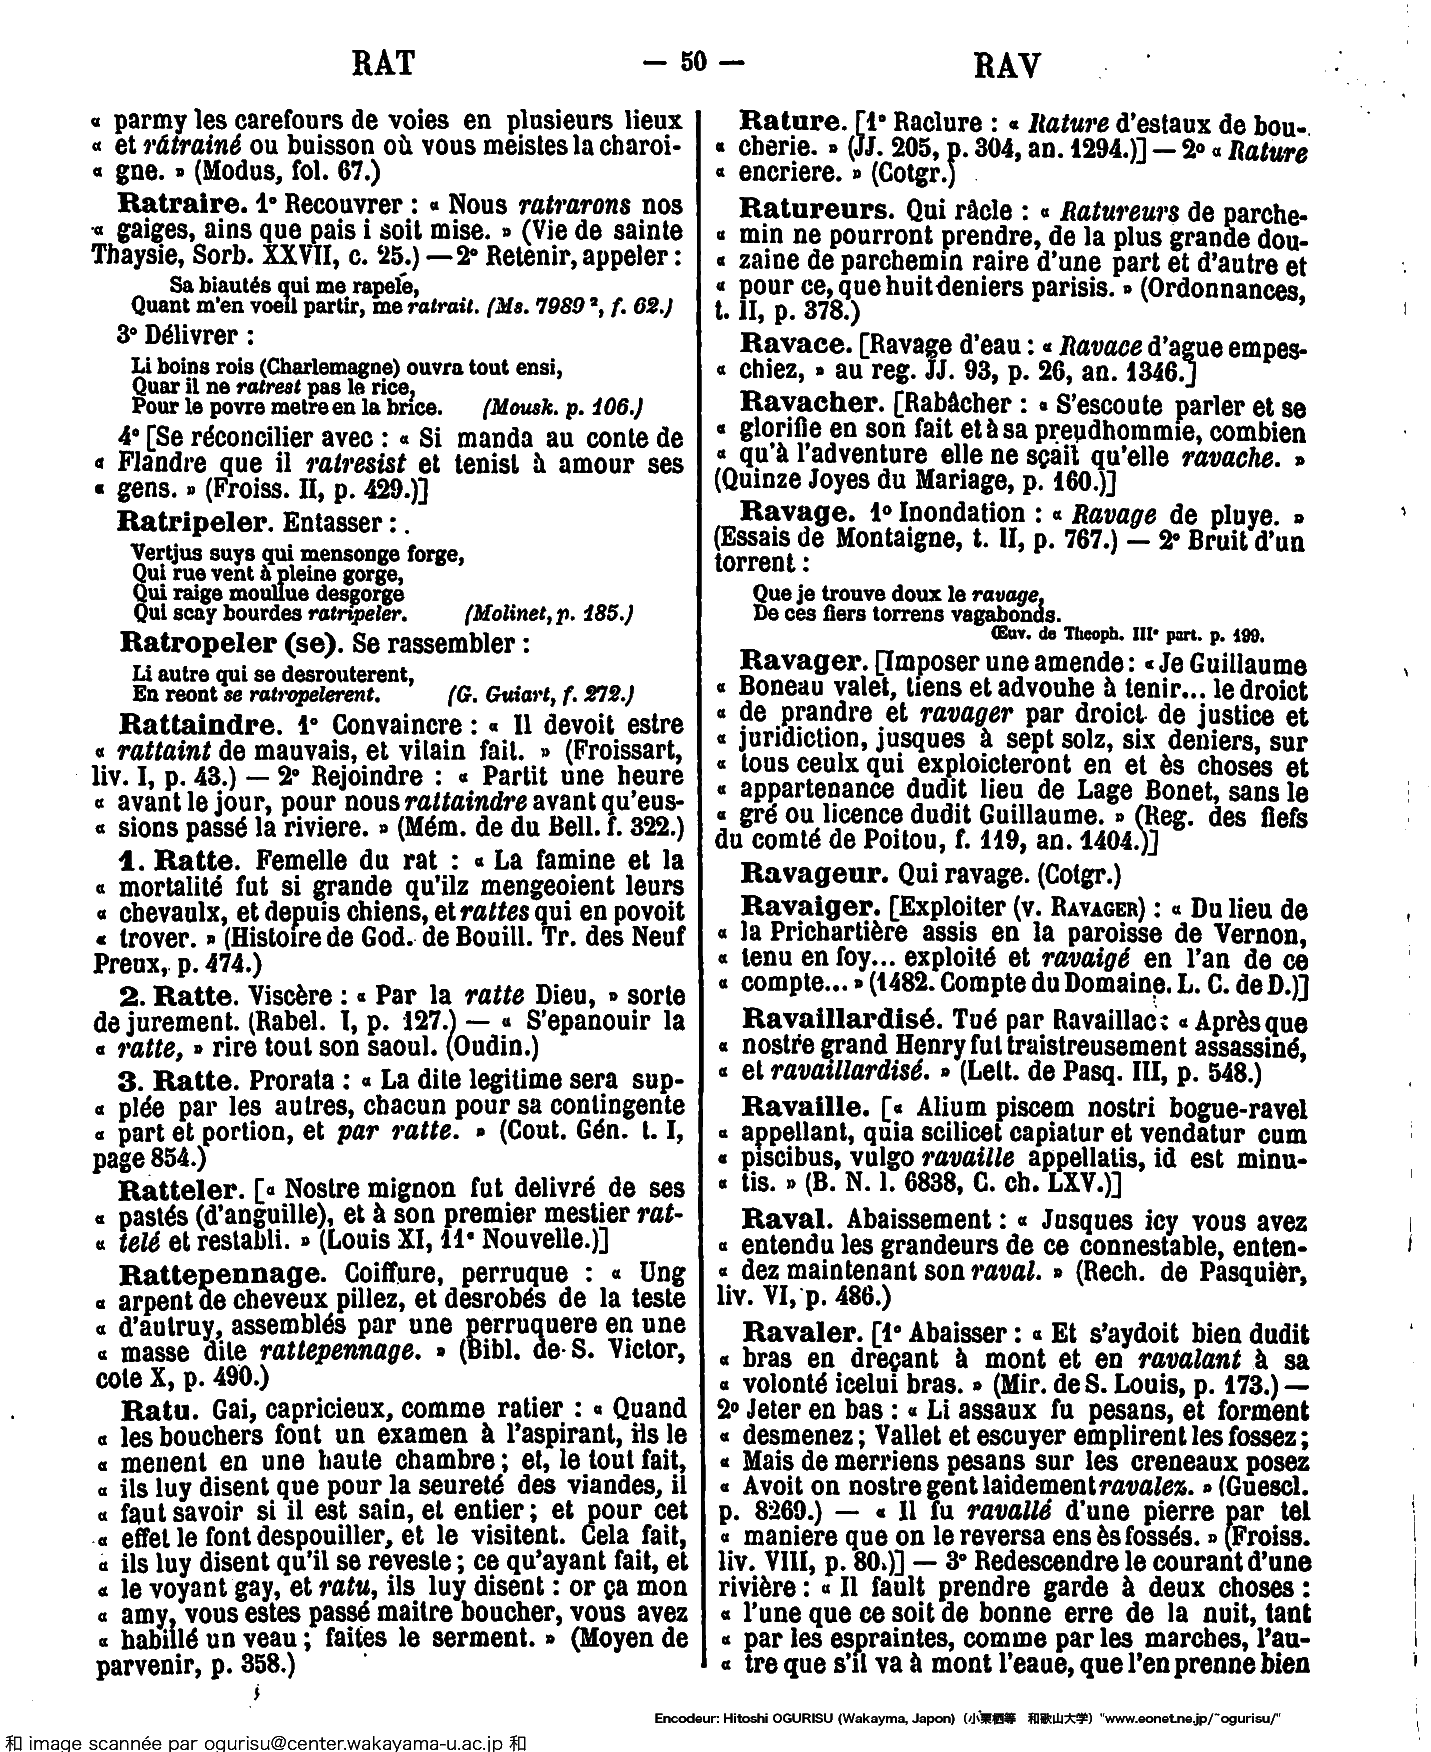 RAT — 50 — RAV
« parmy les carefours de voies en plusieurs lieux
« et rátrainé ou buisson où vous meistes la charoi-
« gne. » (Modus, fol. 67.)
Ratraire. 1° Recouvrer : « Nous ratrarons nos
« gaiges, ains que pais i soit mise. » (Vie de sainte
Thaysie, Sorb. XXVII, c. 25.) — 2° Retenir, appeler :
Sa biautés qui me rapele,
Quant m'en voeil partir, me ratrait. (Ms. 7989 ², f. 62.)
3° Délivrer :
Li boins rois (Charlemagne) ouvra tout ensi,
Quar il ne ratrest pas le rice,
Pour le povre metre en la brice. (Mousk. p. 106.)
4° [Se réconcilier avec : « Si manda au conte de
« Flandre que il ratresist et tenist à amour ses
« gens. » (Froiss. II, p. 429.)]
Ratripeler. Entasser :
Vertjus suys qui mensonge forge,
Qui rue vent à pleine gorge,
Qui raige moullue desgorge
Qui scay bourdes ratripeler. (Molinet, p. 185.)
Ratropeler (se). Se rassembler :
Li autre qui se desrouterent,
En reont se ratropelerent. (G. Guiart, f. 272.)
Rattaindre. 1° Convaincre : « Il devoit estre
« rattaint de mauvais, et vilain fait. » (Froissart,
liv. I, p. 43.) — 2° Rejoindre : « Partit une heure
« avant le jour, pour nous rattaindre avant qu'eus-
« sions passé la riviere. » (Mém. de du Bell. f. 322.)
1. Ratte. Femelle du rat : « La famine et la
« mortalité fut si grande qu'ilz mengeoient leurs
« chevaulx, et depuis chiens, et rattes qui en povoit
« trover. » (Histoire de God. de Bouill. Tr. des Neuf
Preux, p. 474.)
2. Ratte. Viscère : « Par la ratte Dieu, » sorte
de jurement. (Rabel. I, p. 127.) — « S'epanouir la
« ratte, » rire tout son saoul. (Oudin.)
3. Ratte. Prorata : « La dite legitime sera sup-
« plée par les autres, chacun pour sa contingente
« part et portion, et par ratte. » (Cout. Gén. t. I,
page 854.)
Ratteler. [« Nostre mignon fut delivré de ses
« pastés (d'anguille), et à son premier mestier rat-
« telé et restabli. » (Louis XI, 11° Nouvelle.)]
Rattepennage. Coiffure, perruque : « Ung
« arpent de cheveux pillez, et desrobés de la teste
« d'autruy, assemblés par une perruquere en une
« masse dite rattepennage. » (Bibl. de S. Victor,
cote X, p. 490.)
Ratu. Gai, capricieux, comme ratier : « Quand
« les bouchers font un examen à l'aspirant, ils le
« menent en une haute chambre ; et, le tout fait,
« ils luy disent que pour la seureté des viandes, il
« faut savoir si il est sain, et entier ; et pour cet
« effet le font despouiller, et le visitent. Cela fait,
« ils luy disent qu'il se reveste ; ce qu'ayant fait, et
« le voyant gay, et ratu, ils luy disent : or ça mon
« amy, vous estes passé maitre boucher, vous avez
« habillé un veau ; faites le serment. » (Moyen de
parvenir, p. 358.)
Rature. [1° Raclure : « Rature d'estaux de bou-
« cherie. » (JJ. 205, p. 304, an. 1294.)] — 2° « Rature
« encriere. » (Cotgr.)
Ratureurs. Qui râcle : « Ratureurs de parche-
« min ne pourront prendre, de la plus grande dou-
« zaine de parchemin raire d'une part et d'autre et
« pour ce, que huit deniers parisis. » (Ordonnances,
t. II, p. 378.)
Ravace. [Ravage d'eau : « Ravace d'ague empes-
« chiez, » au reg. JJ. 93, p. 26, an. 1346.]
Ravacher. [Rabâcher : « S'escoute parler et se
« glorifie en son fait et à sa preudhommie, combien
« qu'à l'adventure elle ne sçait qu'elle ravache. »
(Quinze Joyes du Mariage, p. 160.)]
Ravage. 1° Inondation : « Ravage de pluye. »
(Essais de Montaigne, t. II, p. 767.) — 2° Bruit d'un
torrent :
Que je trouve doux le ravage,
De ces fiers torrens vagabonds.
Œuv. de Theoph. III° part. p. 199.
Ravager. [Imposer une amende : « Je Guillaume
« Boneau valet, tiens et advouhe à tenir... le droict
« de prandre et ravager par droict de justice et
« juridiction, jusques à sept solz, six deniers, sur
« tous ceulx qui exploicteront en et ès choses et
« appartenance dudit lieu de Lage Bonet, sans le
« gré ou licence dudit Guillaume. » (Reg. des fiefs
du comté de Poitou, f. 119, an. 1404.)]
Ravageur. Qui ravage. (Cotgr.)
Ravaiger. [Exploiter (v. RAVAGER) : « Du lieu de
« la Prichartière assis en la paroisse de Vernon,
« tenu en foy... exploité et ravaigé en l'an de ce
« compte... » (1482. Compte du Domaine. L. C. de D.)]
Ravaillardisé. Tué par Ravaillac : « Après que
« nostre grand Henry fut traistreusement assassiné,
« et ravaillardisé. » (Lett. de Pasq. III, p. 548.)
Ravaille. [« Alium piscem nostri bogue-ravel
« appellant, quia scilicet capiatur et vendatur cum
« piscibus, vulgo ravaille appellatis, id est minu-
« tis. » (B. N. l. 6838, C. ch. LXV.)]
Raval. Abaissement : « Jusques icy vous avez
« entendu les grandeurs de ce connestable, enten-
« dez maintenant son raval. » (Rech. de Pasquièr,
liv. VI, p. 486.)
Ravaler. [1° Abaisser : « Et s'aydoit bien dudit
« bras en dreçant à mont et en ravalant à sa
« volonté icelui bras. » (Mir. de S. Louis, p. 173.) —
2° Jeter en bas : « Li assaux fu pesans, et forment
« desmenez ; Vallet et escuyer emplirent les fossez ;
« Mais de merriens pesans sur les creneaux posez
« Avoit on nostre gent laidement ravalez. » (Guescl.
p. 8269.) — « Il fu ravallé d'une pierre par tel
« maniere que on le reversa ens ès fossés. » (Froiss.
liv. VIII, p. 80.)] — 3° Redescendre le courant d'une
rivière : « Il fault prendre garde à deux choses :
« l'une que ce soit de bonne erre de la nuit, tant
« par les espraintes, comme par les marches, l'au-
« tre que s'il va à mont l'eaue, que l'en prenne bien
Encodeur: Hitoshi OGURISU (Wakayma, Japon) (小栗栖等 和歌山大学) "www.eonet.ne.jp/~ogurisu/"
和 image scannée par ogurisu@center.wakayama-u.ac.jp 和